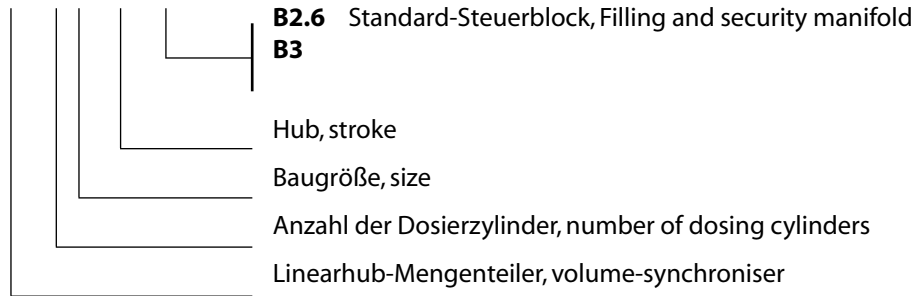 B2.6 Standard-Steuerblock, Filling and security manifold
B3
Hub, stroke
Baugröße, size
Anzahl der Dosierzylinder, number of dosing cylinders
Linearhub-Mengenteiler, volume-synchroniser